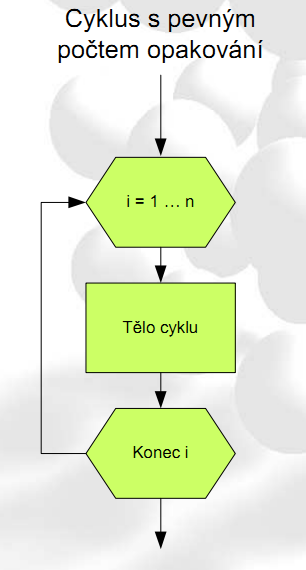 Cyklus s pevným
počtem opakování
i = 1 … n
Tělo cyklu
Konec i